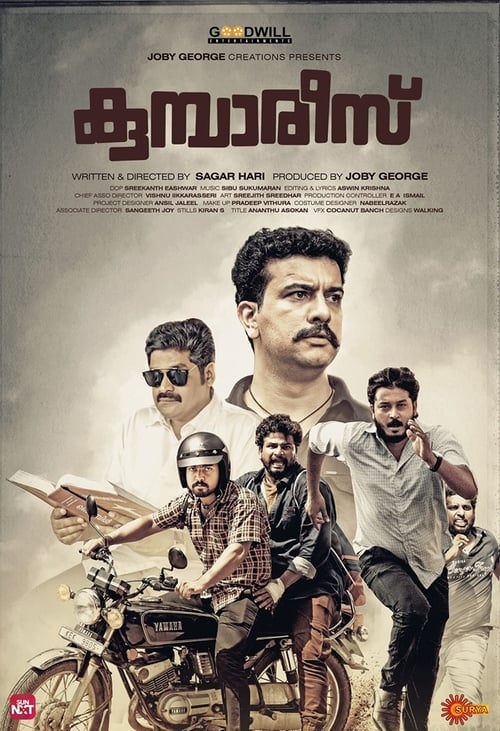 GOODWILL
ENTERTAINMENTS
JOBY GEORGE CREATIONS PRESENTS
കുമ്പാരീസ്
WRITTEN & DIRECTED BY SAGAR HARI PRODUCED BY JOBY GEORGE
DOP SREEKANTH EASHWAR MUSIC SIBU SUKUMARAN EDITING & LYRICS ASWIN KRISHNA
CHIEF ASSO DIRECTOR VISHNU IIKKARASSERI ART SREEJITH SREEDHAR PRODUCTION CONTROLLER E A ISMAIL
PROJECT DESIGNER ANSIL JALEEL MAKE UP PRADEEP VITHURA COSTUME DESIGNER NABEELRAZAK
ASSOCIATE DIRECTOR SANGEETH JOY STILLS KIRAN S TITLE ANANTHU ASOKAN VFX COCANUT BANCH DESIGNS WALKING
YAMAHA
SUN
NXT
SURYA